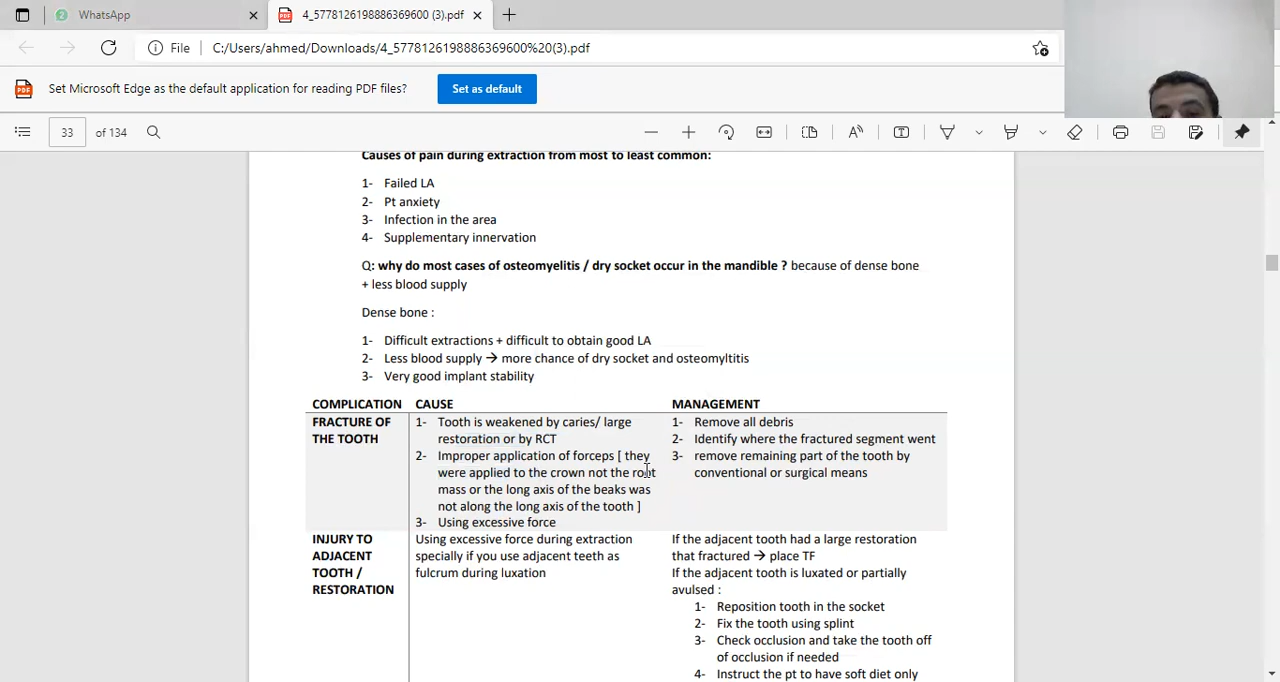 WhatsApp
4_5778126198886369600 (3).pdf
File
C:/Users/ahmed/Downloads/4_5778126198886369600%20(3).pdf
Set Microsoft Edge as the default application for reading PDF files?
Set as default
33 of 134
Causes of pain during extraction from most to least common:
1- Failed LA
2- Pt anxiety
3- Infection in the area
4- Supplementary innervation
Q: why do most cases of osteomyelitis / dry socket occur in the mandible ? because of dense bone
+ less blood supply
Dense bone :
1- Difficult extractions + difficult to obtain good LA
2- Less blood supply → more chance of dry socket and osteomyltitis
3- Very good implant stability
COMPLICATION CAUSE MANAGEMENT
FRACTURE OF
THE TOOTH
1- Tooth is weakened by caries/ large
restoration or by RCT
2- Improper application of forceps [ they
were applied to the crown not the root
mass or the long axis of the beaks was
not along the long axis of the tooth ]
3- Using excessive force
1- Remove all debris
2- Identify where the fractured segment went
3- remove remaining part of the tooth by
conventional or surgical means
INJURY TO
ADJACENT
TOOTH /
RESTORATION
Using excessive force during extraction
specially if you use adjacent teeth as
fulcrum during luxation
If the adjacent tooth had a large restoration
that fractured → place TF
If the adjacent tooth is luxated or partially
avulsed :
1- Reposition tooth in the socket
2- Fix the tooth using splint
3- Check occlusion and take the tooth off
of occlusion if needed
4- Instruct the pt to have soft diet only